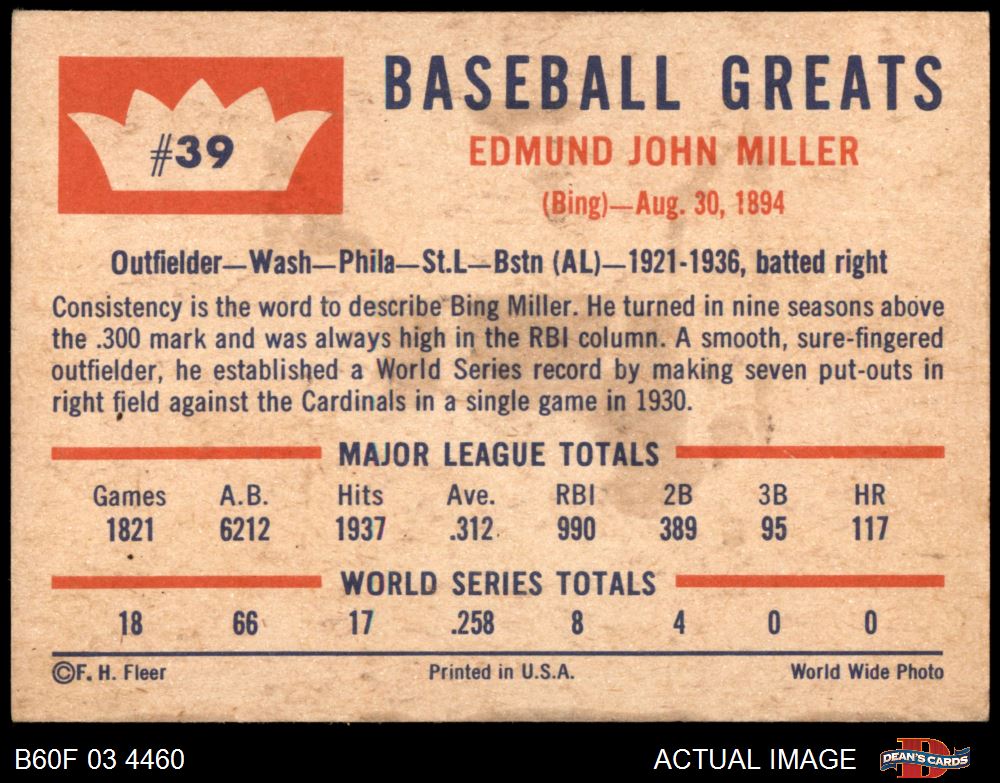 #39
BASEBALL GREATS
EDMUND JOHN MILLER
(Bing)—Aug. 30, 1894
Outfielder—Wash—Phila—St.L—Bstn (AL)—1921-1936, batted right
Consistency is the word to describe Bing Miller. He turned in nine seasons above
the .300 mark and was always high in the RBI column. A smooth, sure-fingered
outfielder, he established a World Series record by making seven put-outs in
right field against the Cardinals in a single game in 1930.
MAJOR LEAGUE TOTALS
Games A.B. Hits Ave. RBI 2B 3B HR
1821 6212 1937 .312 990 389 95 117
WORLD SERIES TOTALS
18 66 17 .258 8 4 0 0
©F. H. Fleer Printed in U.S.A. World Wide Photo
B60F 03 4460 ACTUAL IMAGE DEAN'S CARDS